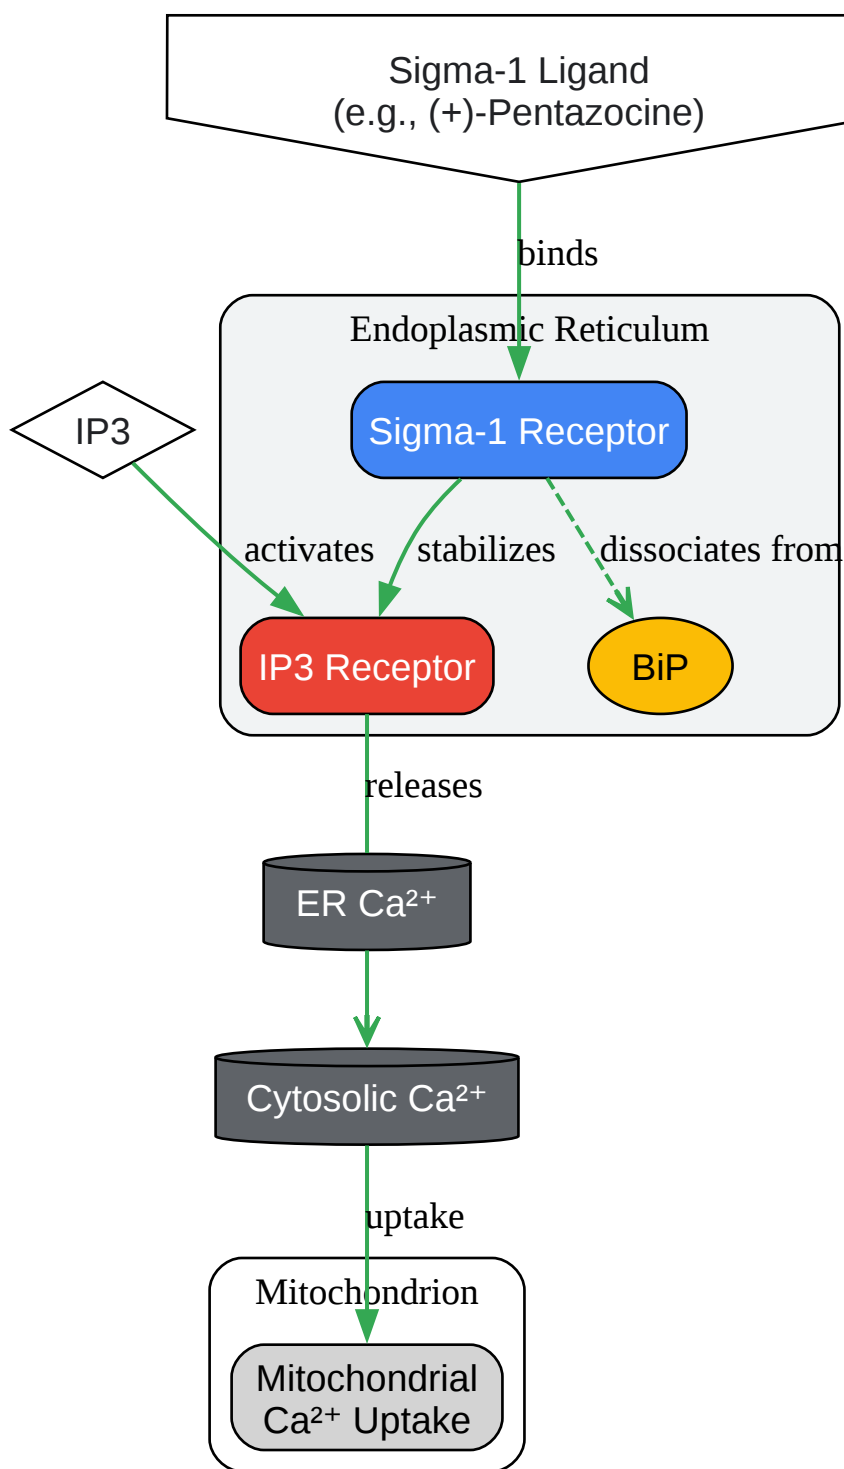 Sigma-1 Ligand
(e.g., (+)-Pentazocine)
binds
Endoplasmic Reticulum
Sigma-1 Receptor
IP3
activates
stabilizes
dissociates from
IP3 Receptor
BiP
releases
ER Ca²⁺
Cytosolic Ca²⁺
uptake
Mitochondrion
Mitochondrial
Ca²⁺ Uptake